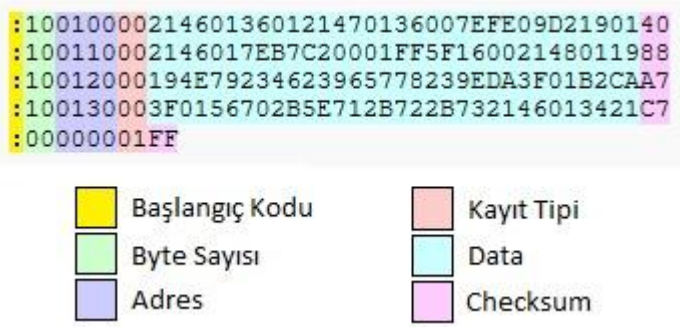 :10010000214601360121470136007EFE09D2190140
:100110002146017EB7C20001FF5F16002148011988
:10012000194E79234623965778239EDA3F01B2CAA7
:100130003F0156702B5E712B722B732146013421C7
:00000001FF
Başlangıç Kodu
Kayıt Tipi
Byte Sayısı
Data
Adres
Checksum